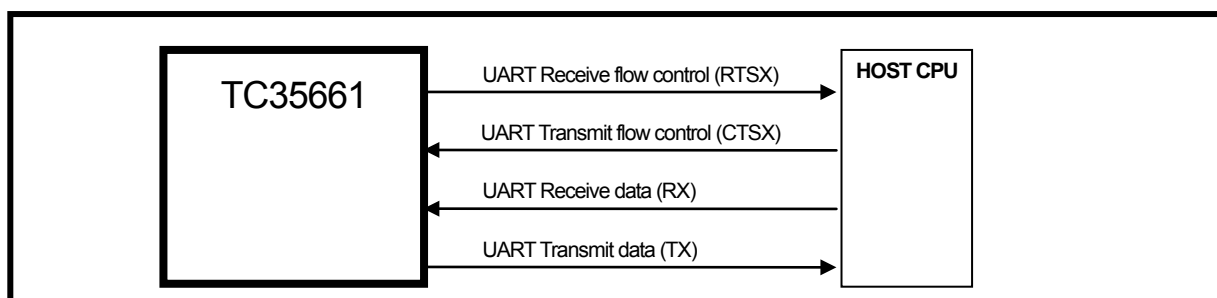 TC35661
UART Receive flow control (RTSX)
HOST CPU
UART Transmit flow control (CTSX)
UART Receive data (RX)
UART Transmit data (TX)